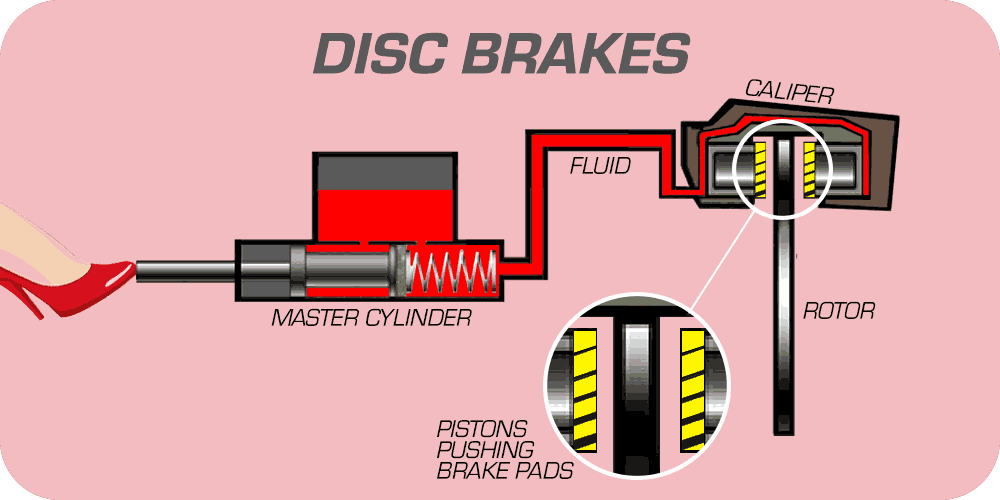 DISC BRAKES
CALIPER
FLUID
MASTER CYLINDER
ROTOR
PISTONS
PUSHING
BRAKE PADS